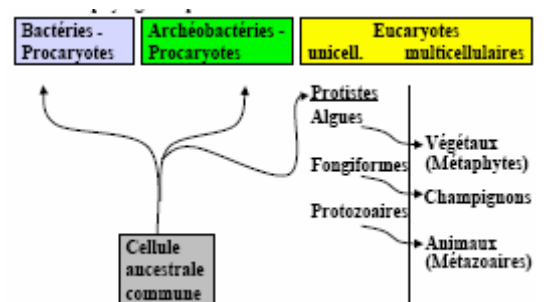 Bactéries -
Procaryotes
Archéobactéries -
Procaryotes
Eucaryotes
unicell. multicellulaires
Protistes
Algues
Végétaux
(Métaphytes)
Fongiformes
Champignons
Protozoaires
Animaux
(Métazoaires)
Cellule
ancestrale
commune